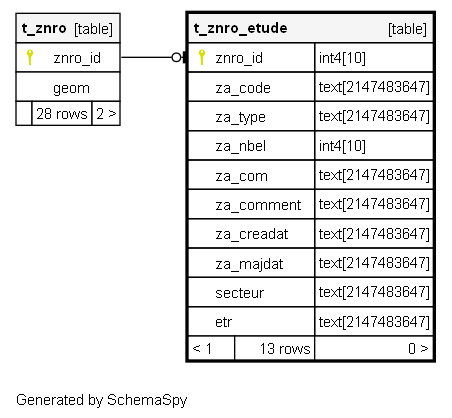 t_znro [table]
znro_id
geom
28 rows 2 >
t_znro_etude [table]
znro_id int4[10]
za_code text[2147483647]
za_type text[2147483647]
za_nbel int4[10]
za_com text[2147483647]
za_comment text[2147483647]
za_creadat text[2147483647]
za_majdat text[2147483647]
secteur text[2147483647]
etr text[2147483647]
< 1 13 rows 0 >
Generated by SchemaSpy